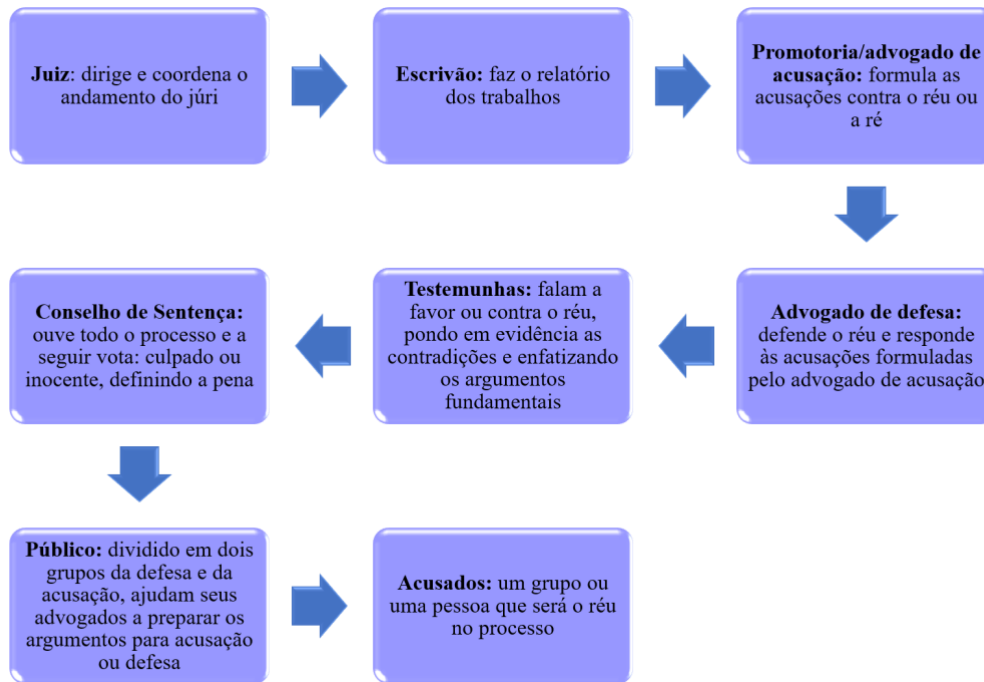 Juiz: dirige e coordena o
andamento do júri
Escrivão: faz o relatório
dos trabalhos
Promotoria/advogado de
acusação: formula as
acusações contra o réu ou
a ré
Advogado de defesa:
defende o réu e responde
às acusações formuladas
pelo advogado de acusação
Testemunhas: falam a
favor ou contra o réu,
pondo em evidência as
contradições e enfatizando
os argumentos
fundamentais
Conselho de Sentença:
ouve todo o processo e a
seguir vota: culpado ou
inocente, definindo a pena
Público: dividido em dois
grupos da defesa e da
acusação, ajudam seus
advogados a preparar os
argumentos para acusação
ou defesa
Acusados: um grupo ou
uma pessoa que será o réu
no processo